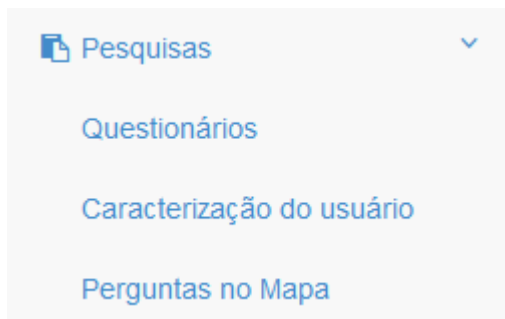 Pesquisas
Questionários
Caracterização do usuário
Perguntas no Mapa